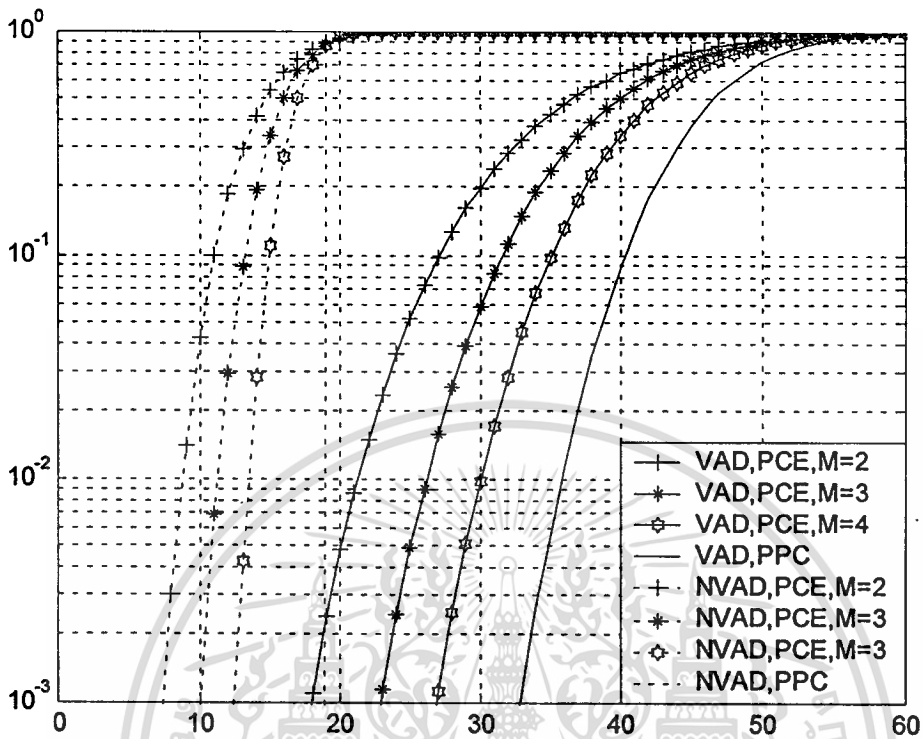 10^0
10^-1
10^-2
10^-3
0 10 20 30 40 50 60
VAD,PCE,M=2
VAD,PCE,M=3
VAD,PCE,M=4
VAD,PPC
NVAD,PCE,M=2
NVAD,PCE,M=3
NVAD,PCE,M=3
NVAD,PPC